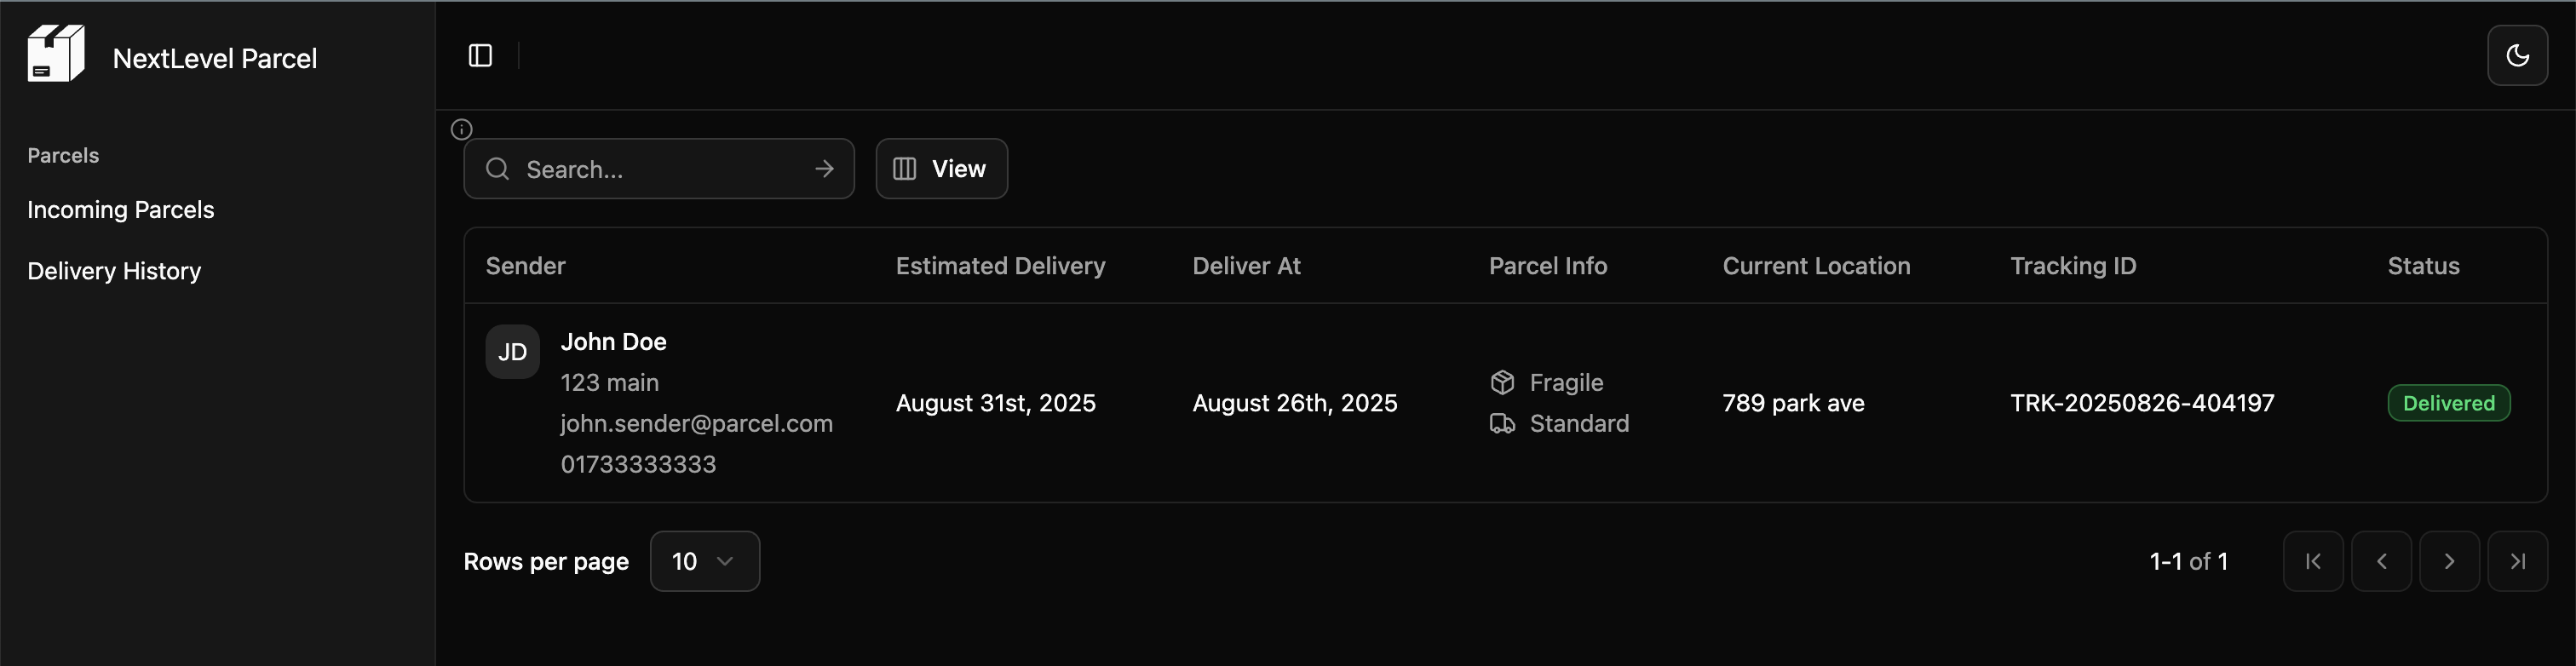 NextLevel Parcel
Parcels
Incoming Parcels
Delivery History
Search...
View
Sender Estimated Delivery Deliver At Parcel Info Current Location Tracking ID Status
JD
John Doe
123 main
john.sender@parcel.com
01733333333
August 31st, 2025
August 26th, 2025
Fragile
Standard
789 park ave
TRK-20250826-404197
Delivered
Rows per page 10
1-1 of 1